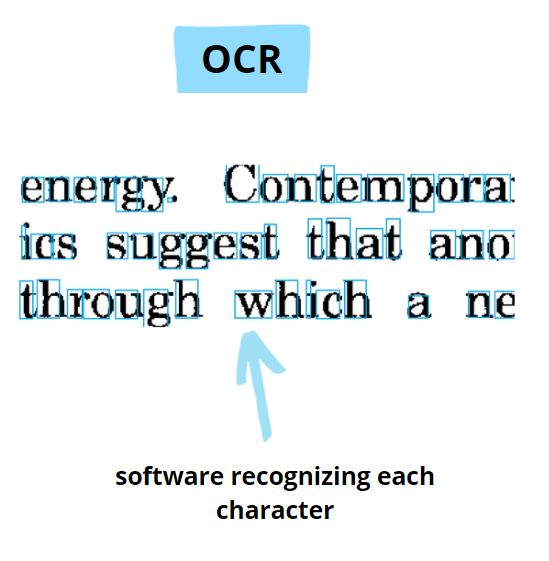 OCR
energy. Contempora
ics suggest that ano
through which a ne
software recognizing each
character